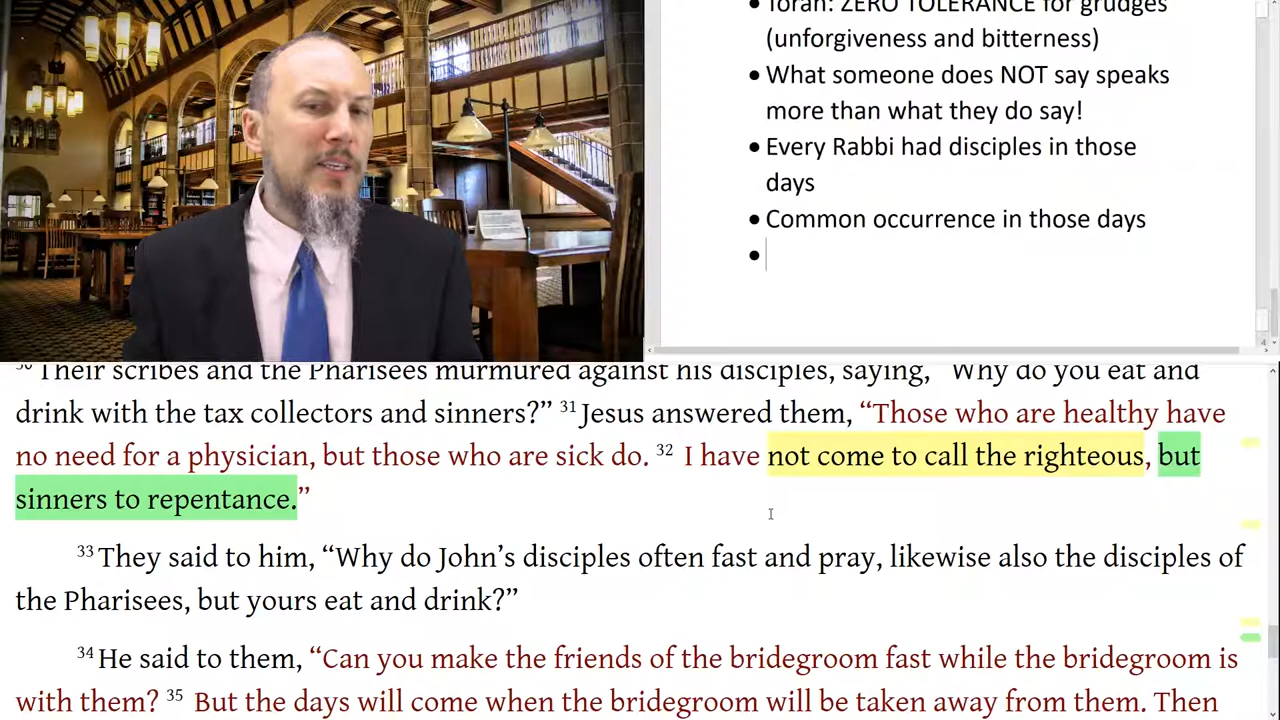 • Torah: ZERO TOLERANCE for grudges
(unforgiveness and bitterness)
• What someone does NOT say speaks
more than what they do say!
• Every Rabbi had disciples in those
days
• Common occurrence in those days
•
30 Their scribes and the Pharisees murmured against his disciples, saying, “Why do you eat and
drink with the tax collectors and sinners?” 31 Jesus answered them, “Those who are healthy have
no need for a physician, but those who are sick do. 32 I have not come to call the righteous, but
sinners to repentance.”
33 They said to him, “Why do John’s disciples often fast and pray, likewise also the disciples of
the Pharisees, but yours eat and drink?”
34 He said to them, “Can you make the friends of the bridegroom fast while the bridegroom is
with them? 35 But the days will come when the bridegroom will be taken away from them. Then